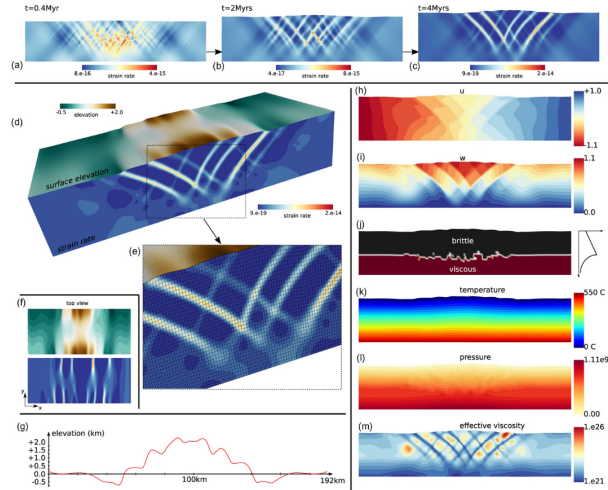 t=0.4Myr
t=2Myrs
t=4Myrs
(a)
8.e-16
4.e-15
strain rate
(b)
4.e-17
8.e-15
strain rate
(c)
9.e-19
2.e-14
strain rate
(d)
-0.5
+2.0
elevation
surface elevation
strain rate
9.e-19
2.e-14
strain rate
(e)
(f)
top view
y
x
(g)
elevation (km)
+2.0
+1.5
+1.0
+0.5
0
-0.5
100km
192km
(h)
u
+1.0
-1.1
(i)
w
1.1
0.0
(j)
brittle
viscous
(k)
temperature
550 C
0 C
(l)
pressure
1.11e9
0.00
(m)
effective viscosity
1.e26
1.e21